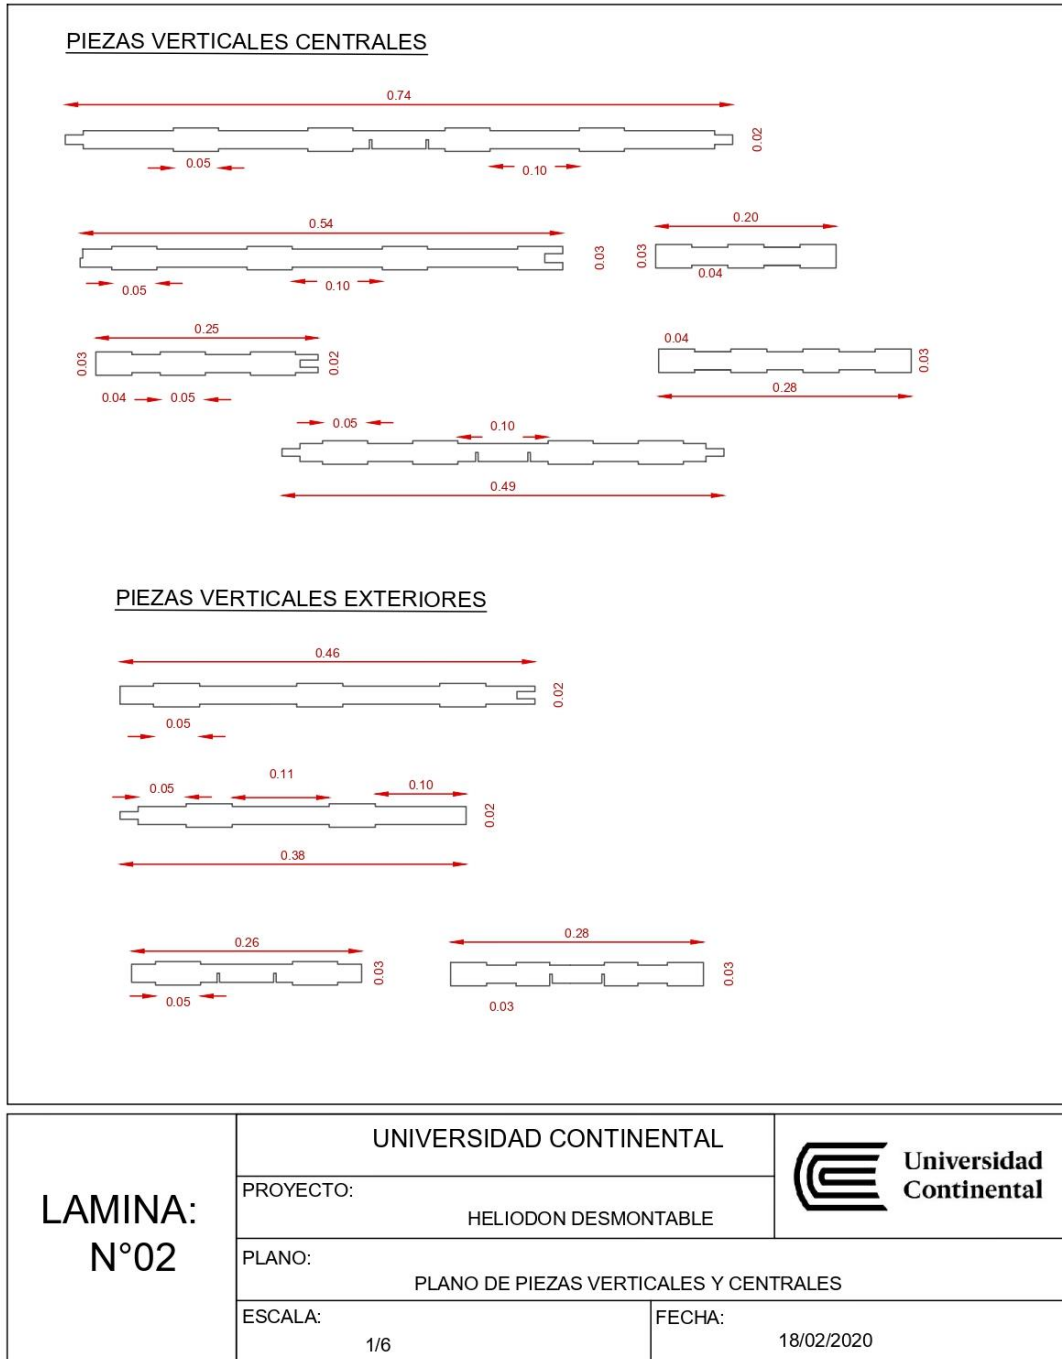 PIEZAS VERTICALES CENTRALES
0.74
0.02
0.05
0.10
0.54
0.20
0.03
0.03
0.04
0.05
0.10
0.25
0.04
0.03
0.02
0.03
0.04
0.05
0.28
0.05
0.10
0.49
PIEZAS VERTICALES EXTERIORES
0.46
0.02
0.05
0.11
0.05
0.10
0.02
0.38
0.26
0.28
0.03
0.03
0.05
0.03
LAMINA:
N°02
UNIVERSIDAD CONTINENTAL
PROYECTO:
HELIODON DESMONTABLE
Universidad
Continental
PLANO:
PLANO DE PIEZAS VERTICALES Y CENTRALES
ESCALA:
1/6
FECHA:
18/02/2020